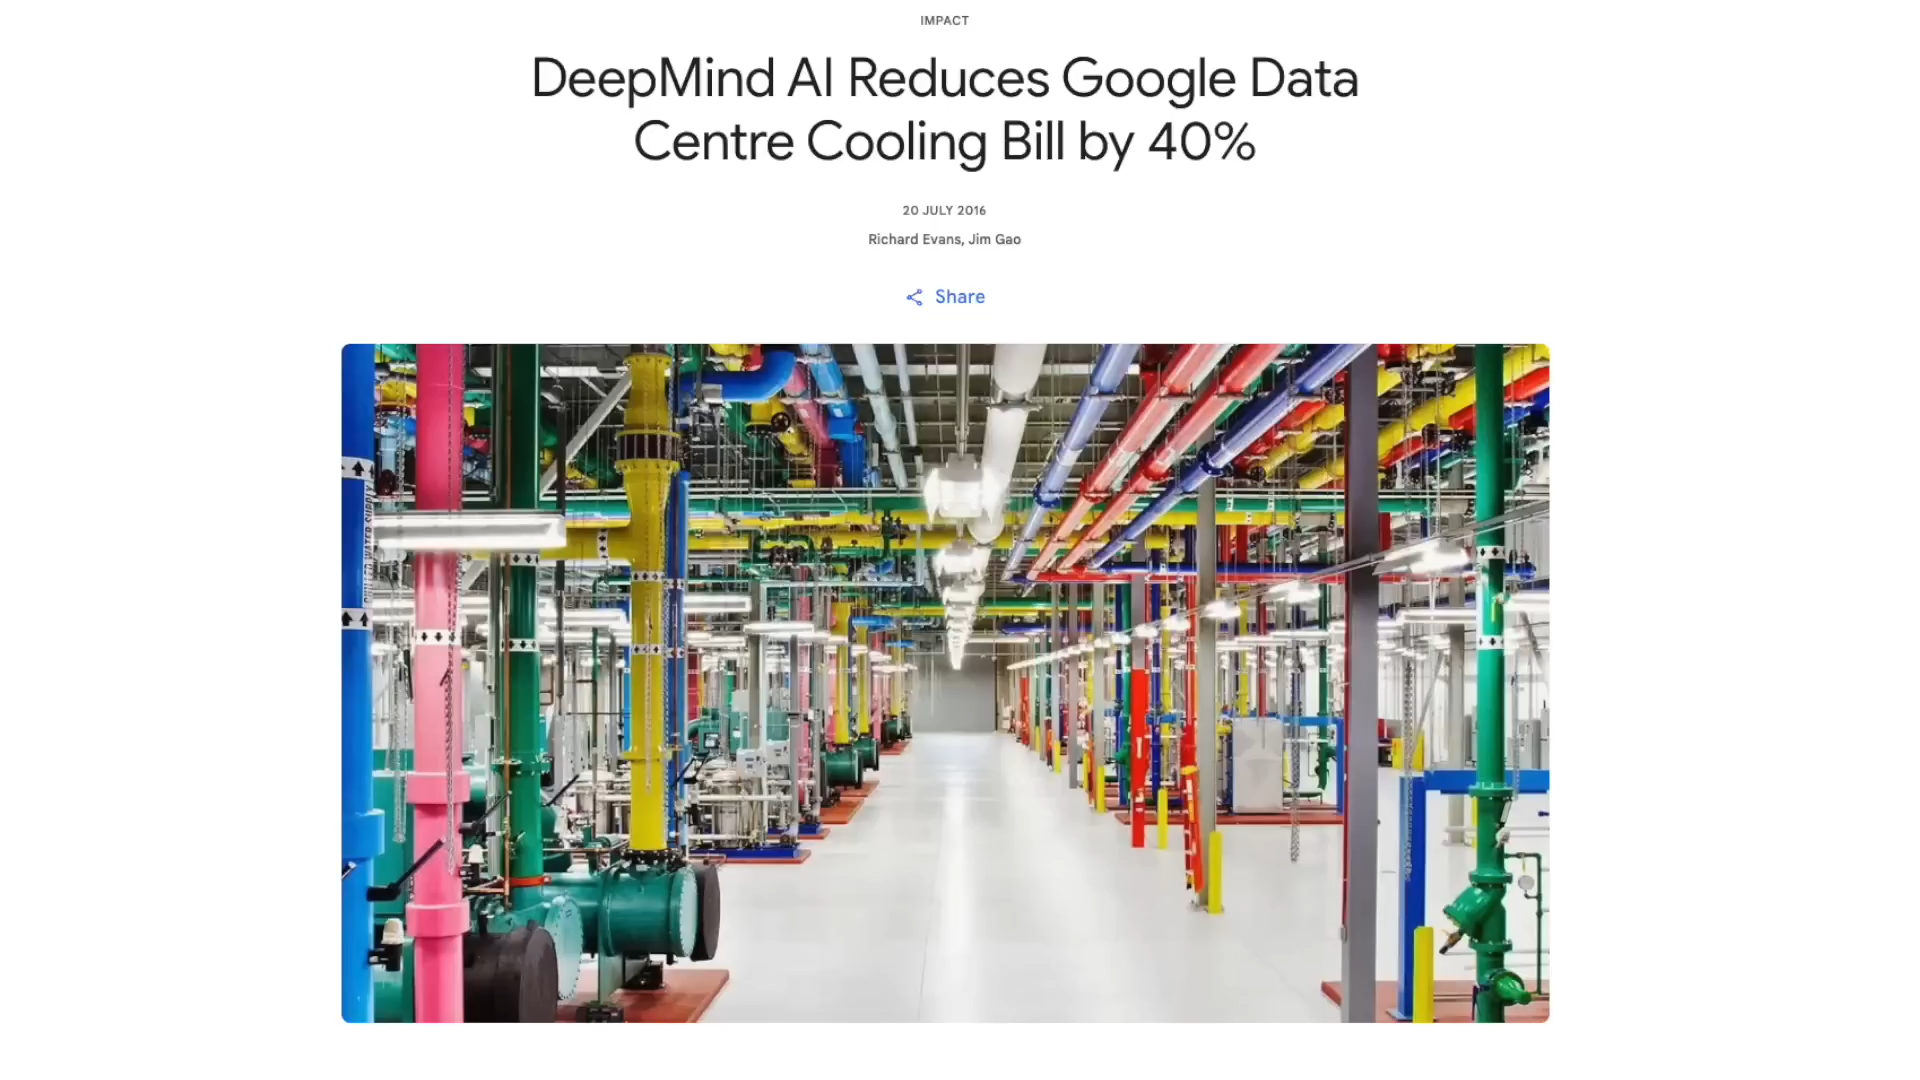 IMPACT
DeepMind AI Reduces Google Data
Centre Cooling Bill by 40%
20 JULY 2016
Richard Evans, Jim Gao
Share